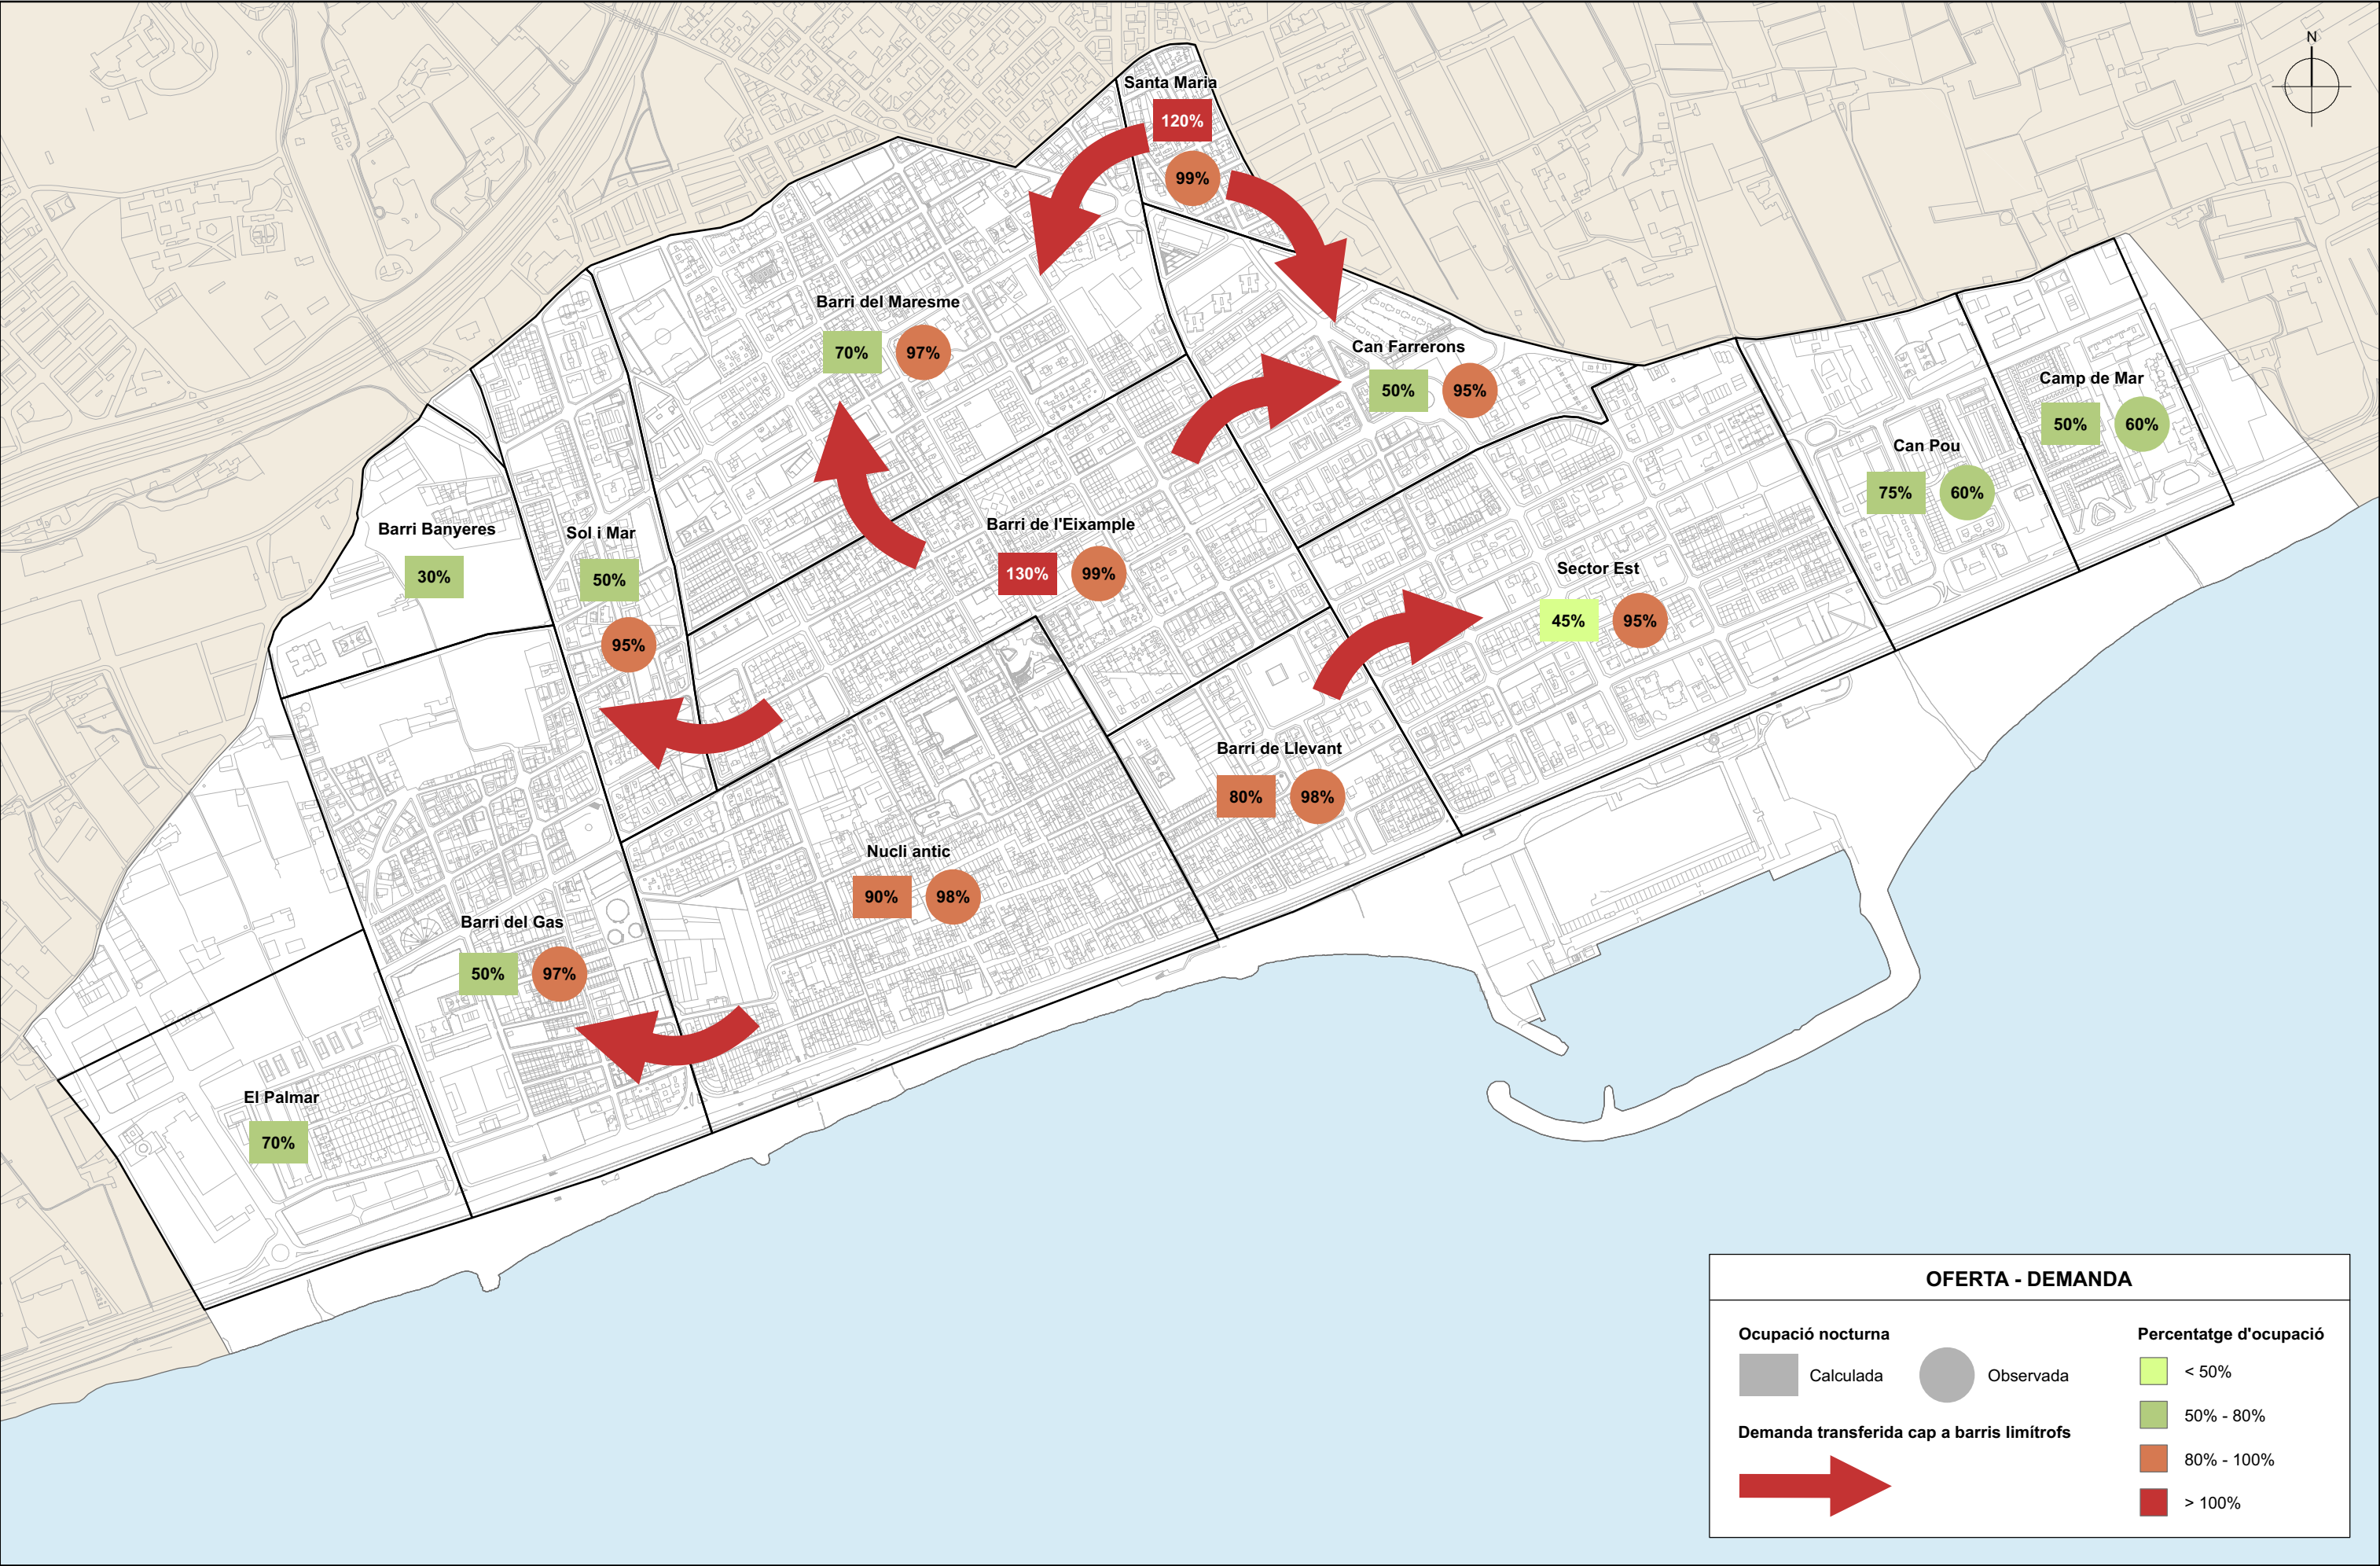 N
Santa Maria
120%
99%
Barri del Maresme
70% 97%
Can Farrerons
50% 95%
Camp de Mar
50% 60%
Can Pou
75% 60%
Barri Banyeres
30%
Sol i Mar
50%
95%
Barri de l'Eixample
130% 99%
Sector Est
45% 95%
Barri de Llevant
80% 98%
Nucli antic
90% 98%
Barri del Gas
50% 97%
El Palmar
70%
OFERTA - DEMANDA
Ocupació nocturna
Calculada Observada
Demanda transferida cap a barris limítrofs
Percentatge d'ocupació
< 50%
50% - 80%
80% - 100%
> 100%